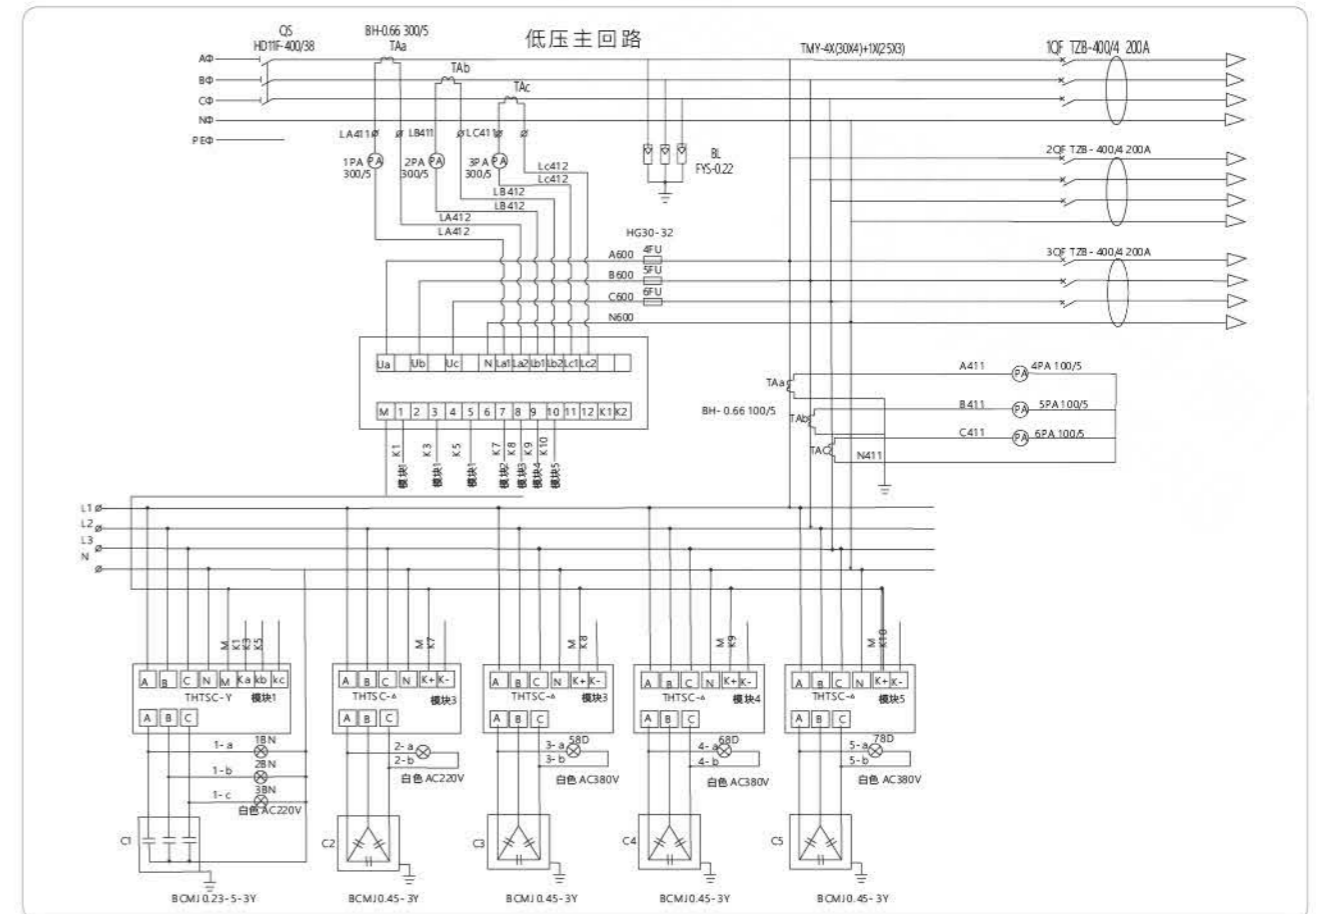 低压主回路
QS
HD11F-400/38
BH-0.66 300/5
TAa
TAb
TAc
TMY-4X(30X4)+1X(25X3)
1QF TZB-400/4 200A
AΦ
BΦ
CΦ
NΦ
PEΦ
LA411
LB411
LC411
1PA
300/5
PA
2PA
300/5
PA
3PA
300/5
PA
BL
FYS-0.22
2QF TZB-400/4 200A
Lc412
Lc412
LB412
LB412
LA412
LA412
HG30-32
A600
4FU
B600
5FU
C600
6FU
N600
3QF TZB-400/4 200A
Ua Ub Uc N La1 La2 Lb1 Lb2 Lc1 Lc2
M 1 2 3 4 5 6 7 8 9 10 11 12 K1 K2
K1
K3
K5
K7
K8
K9
K10
模块1
模块1
模块1
模块2
模块3
模块4
模块5
TAa
BH-0.66 100/5
TAb
TAC
A411
PA
4PA 100/5
B411
PA
5PA 100/5
C411
PA
6PA 100/5
N411
L1
L2
L3
N
M K1 K3 K5
M K7
M K8
M K9
M K10
A B C N M Ka kb kc
THTSC-Y 模块1
A B C
A B C N K+ K-
THTSC-△ 模块3
A B C
A B C N K+ K-
THTSC-△ 模块3
A B C
A B C N K+ K-
THTSC-△ 模块4
A B C
A B C N K+ K-
THTSC-△ 模块5
A B C
1-a
1BN
1-b
2BN
1-c
3BN
白色 AC220V
2-a
2-b
白色 AC220V
3-a
58D
3-b
白色 AC380V
4-a
68D
4-b
白色 AC380V
5-a
78D
5-b
白色 AC380V
C1
C2
C3
C4
C5
BCMJ0.23-5-3Y
BCMJ0.45-3Y
BCMJ0.45-3Y
BCMJ0.45-3Y
BCMJ0.45-3Y